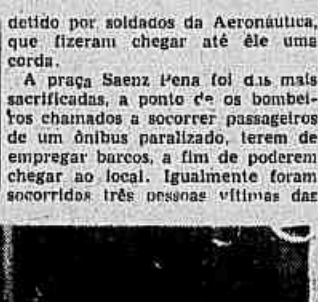 detido por soldados da Aeronáutica,
que fizeram chegar até êle uma
corda.
A praça Saenz Pena foi das mais
sacrificadas, a ponto de os bombei-
ros chamados a socorrer passageiros
de um ônibus paralizado, terem de
empregar barcos, a fim de poderem
chegar ao local. Igualmente foram
socorridos três pessoas vítimas das